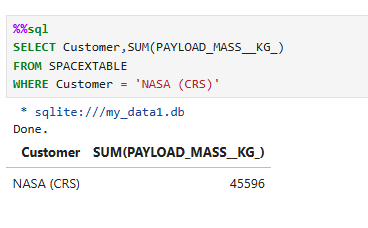 %%sql
SELECT Customer,SUM(PAYLOAD_MASS__KG_)
FROM SPACEXTABLE
WHERE Customer = 'NASA (CRS)'
* sqlite:///my_data1.db
Done.
Customer SUM(PAYLOAD_MASS__KG_)
NASA (CRS) 45596